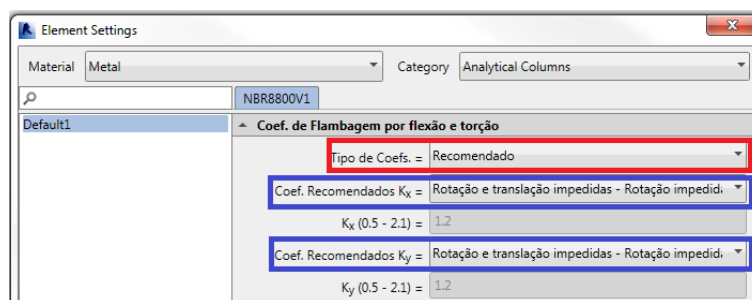 Element Settings
Material Metal Category Analytical Columns
NBR8800V1
Default1
Coef. de Flambagem por flexão e torção
Tipo de Coefs. = Recomendado
Coef. Recomendados Kx = Rotação e translação impedidas - Rotação impedida
Kx (0.5 - 2.1) = 1.2
Coef. Recomendados Ky = Rotação e translação impedidas - Rotação impedida
Ky (0.5 - 2.1) = 1.2